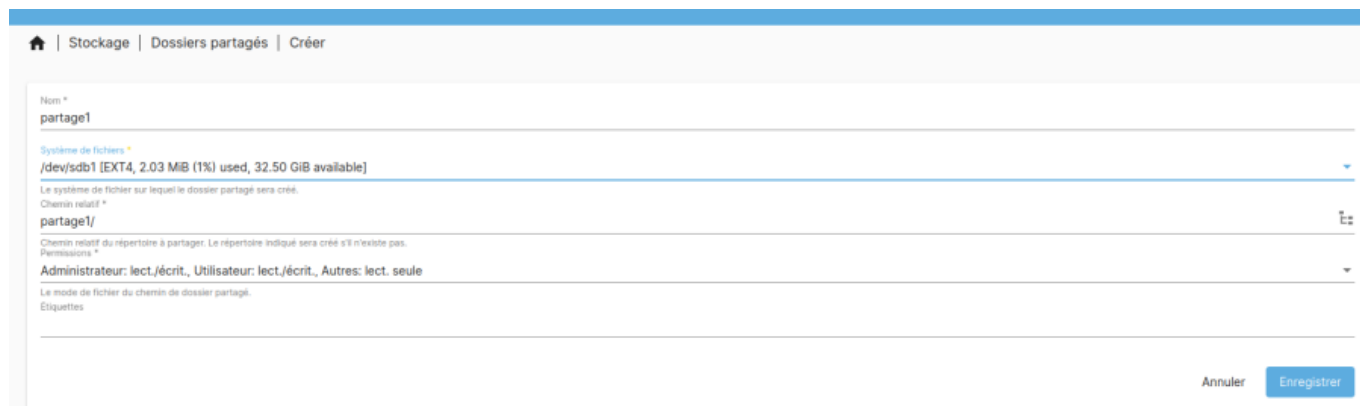 Stockage | Dossiers partagés | Créer
Nom *
partage1
Système de fichiers *
/dev/sdb1 [EXT4, 2.03 MiB (1%) used, 32.50 GiB available]
Le système de fichier sur lequel le dossier partagé sera créé.
Chemin relatif *
partage1/
Chemin relatif du répertoire à partager. Le répertoire indiqué sera créé s'il n'existe pas.
Permissions *
Administrateur: lect./écrit., Utilisateur: lect./écrit., Autres: lect. seule
Le mode de fichier du chemin de dossier partagé.
Étiquettes
Annuler Enregistrer